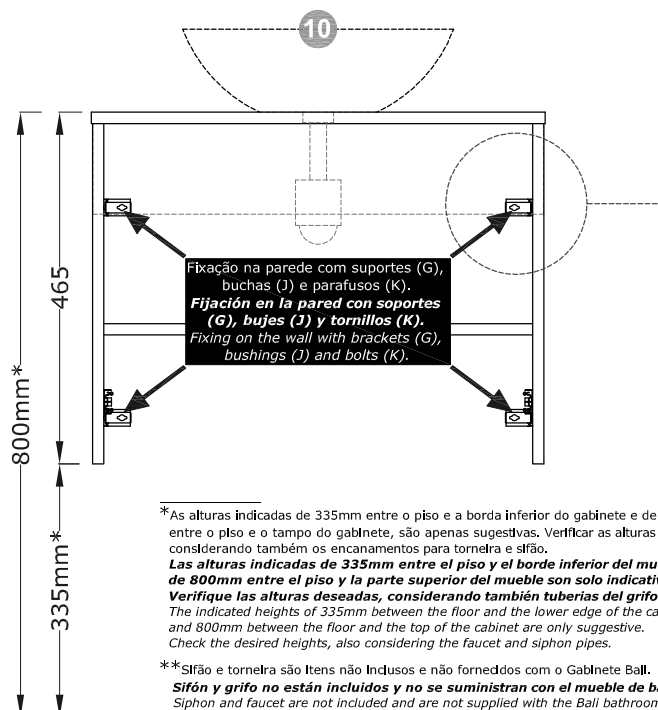 10
Fixação na parede com suportes (G),
buchas (J) e parafusos (K).
Fijación en la pared con soportes
(G), bujes (J) y tornillos (K).
Fixing on the wall with brackets (G),
bushings (J) and bolts (K).
465
800mm*
335mm*
*As alturas indicadas de 335mm entre o piso e a borda inferior do gabinete e de
entre o piso e o tampo do gabinete, são apenas sugestivas. Verificar as alturas
considerando também os encanamentos para torneira e sifão.
Las alturas indicadas de 335mm entre el piso y el borde inferior del mu
de 800mm entre el piso y la parte superior del mueble son solo indicativ
Verifique las alturas deseadas, considerando también tuberias del grifo
The indicated heights of 335mm between the floor and the lower edge of the ca
and 800mm between the floor and the top of the cabinet are only suggestive.
Check the desired heights, also considering the faucet and siphon pipes.
**Sifão e torneira são itens não inclusos e não fornecidos com o Gabinete Bali.
Sifón y grifo no están incluidos y no se suministran con el mueble de ba
Siphon and faucet are not included and are not supplied with the Bali bathroom